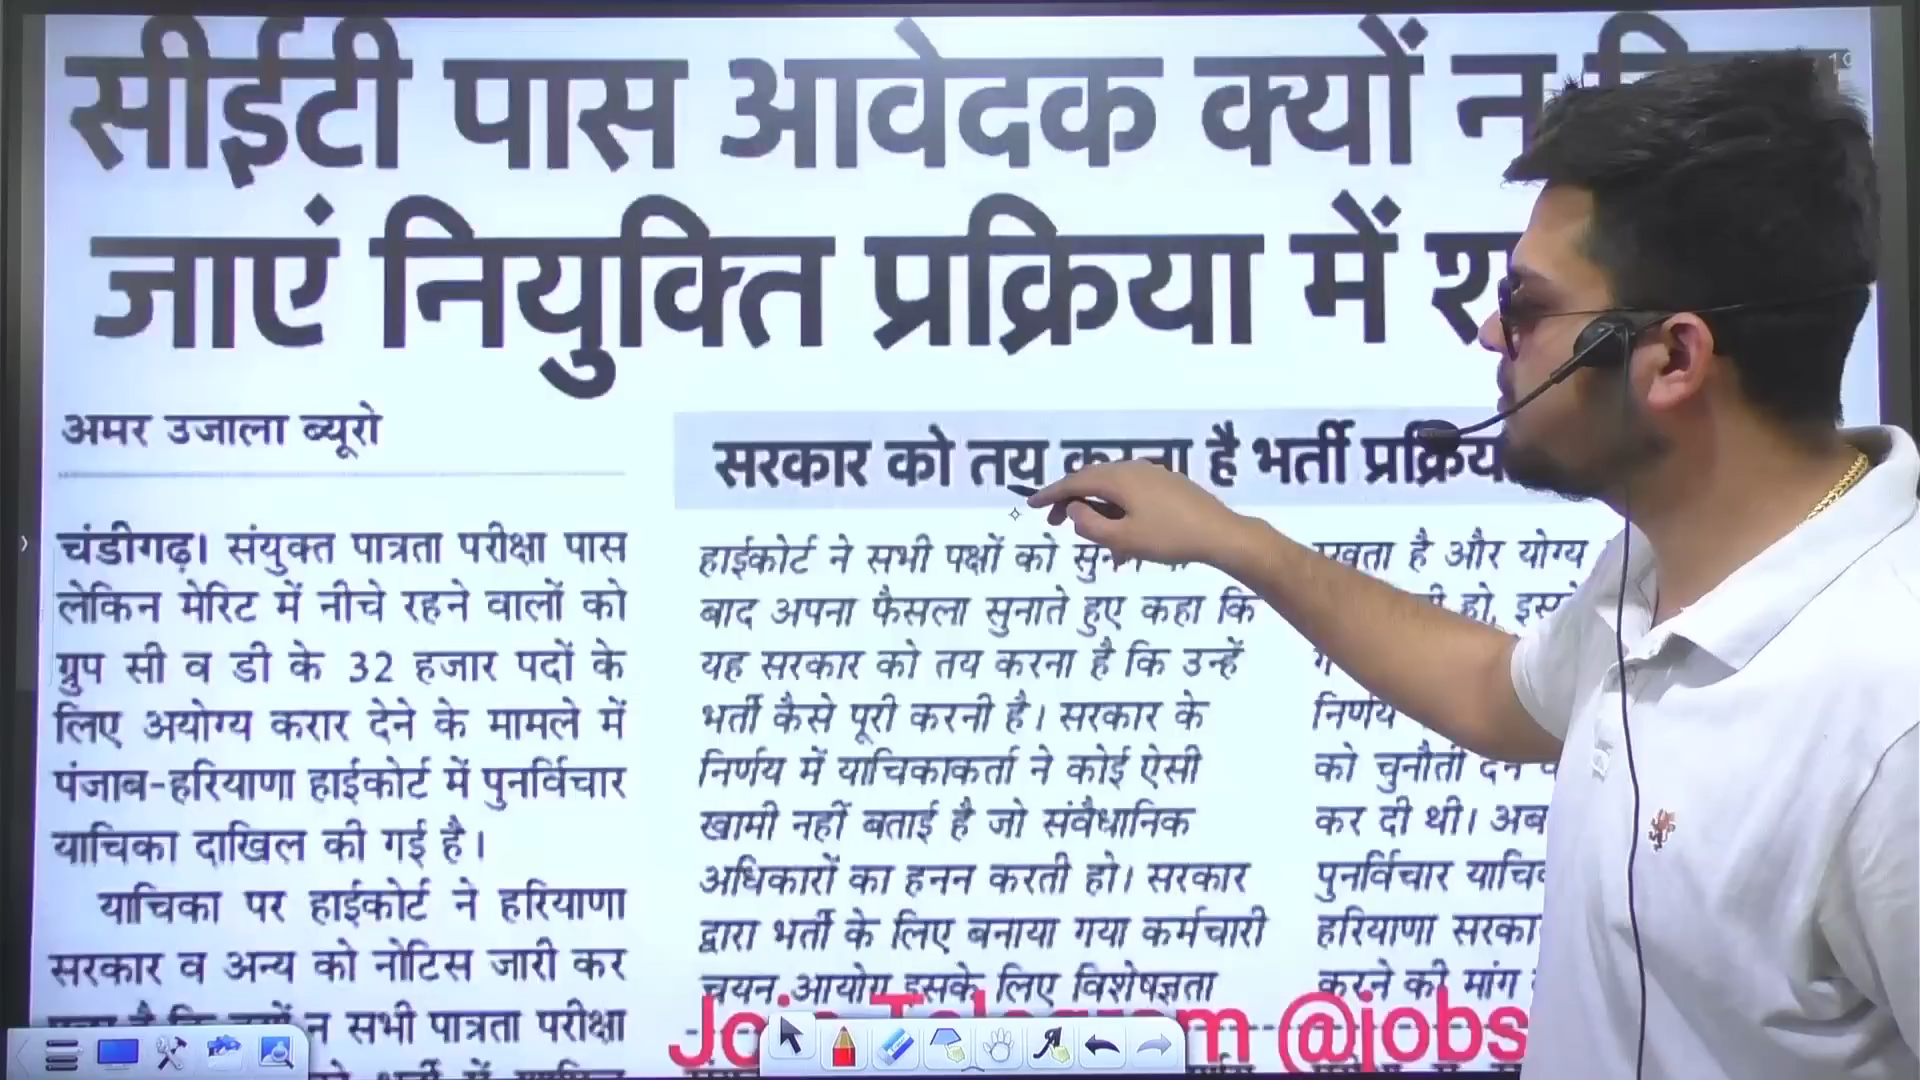 सीईटी पास आवेदक क्यों न
जाएं नियुक्ति प्रक्रिया में
अमर उजाला ब्यूरो
चंडीगढ़। संयुक्त पात्रता परीक्षा पास
लेकिन मेरिट में नीचे रहने वालों को
ग्रुप सी व डी के 32 हजार पदों के
लिए अयोग्य करार देने के मामले में
पंजाब-हरियाणा हाईकोर्ट में पुनर्विचार
याचिका दाखिल की गई है।
याचिका पर हाईकोर्ट ने हरियाणा
सरकार व अन्य को नोटिस जारी कर
न सभी पात्रता परीक्षा
सरकार को तय करना है भर्ती
हाईकोर्ट ने सभी पक्षों को
बाद अपना फैसला सुनाते हुए कहा कि
यह सरकार को तय करना है कि उन्हें
भर्ती कैसे पूरी करनी है। सरकार के
निर्णय में याचिकाकर्ता ने कोई ऐसी
खामी नहीं बताई है जो संवैधानिक
अधिकारों का हनन करती हो। सरकार
द्वारा भर्ती के लिए बनाया गया कर्मचारी
चयन आयोग इसके लिए विशेषज्ञता
है और योग्य
हो,
निर्णय
को चुनौती
कर दी थी। अब
पुनर्विचार
हरियाणा
करने की मांग
@jobs